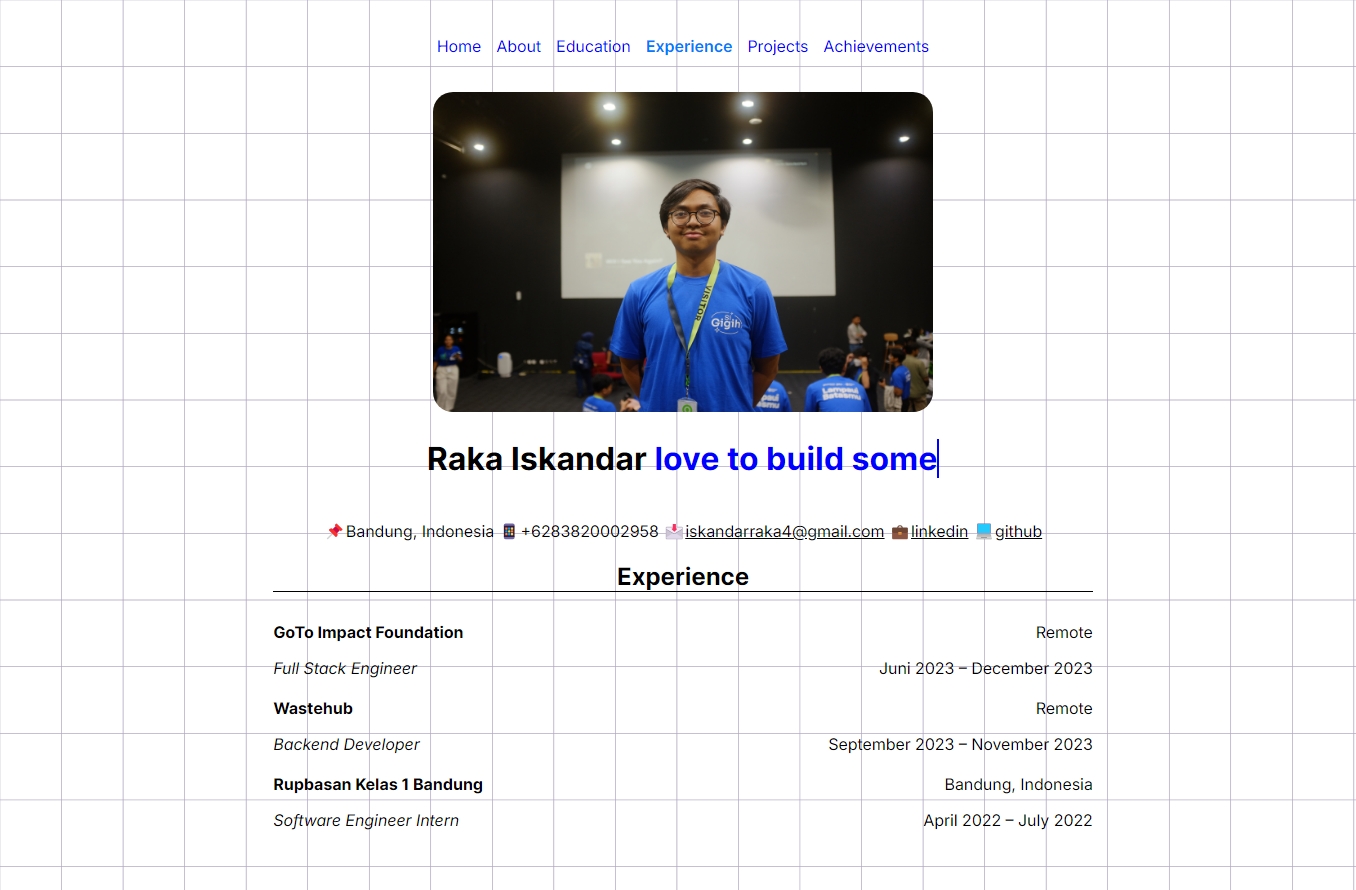 Home About Education Experience Projects Achievements
VISITOR
Gigih
Lampaui
Batasmu
Raka Iskandar love to build some
Bandung, Indonesia +6283820002958 iskandarraka4@gmail.com linkedin github
Experience
GoTo Impact Foundation Remote
Full Stack Engineer Juni 2023 – December 2023
Wastehub Remote
Backend Developer September 2023 – November 2023
Rupbasan Kelas 1 Bandung Bandung, Indonesia
Software Engineer Intern April 2022 – July 2022